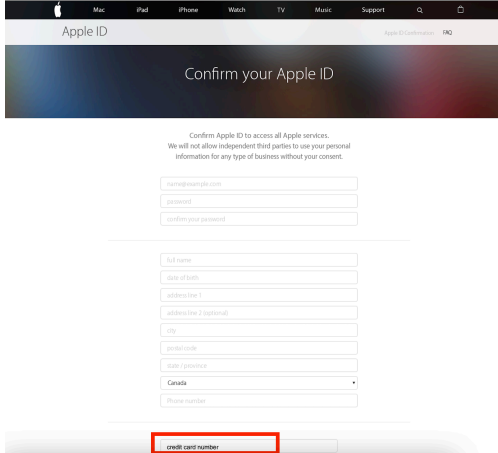 Mac iPad iPhone Watch TV Music Support
Apple ID
Apple ID Confirmation FAQ
Confirm your Apple ID
Confirm Apple ID to access all Apple services.
We will not allow independent third parties to use your personal
information for any type of business without your consent.
name@example.com
password
confirm your password
full name
date of birth
address line 1
address line 2 (optional)
city
postal code
state / province
Canada
Phone number
credit card number